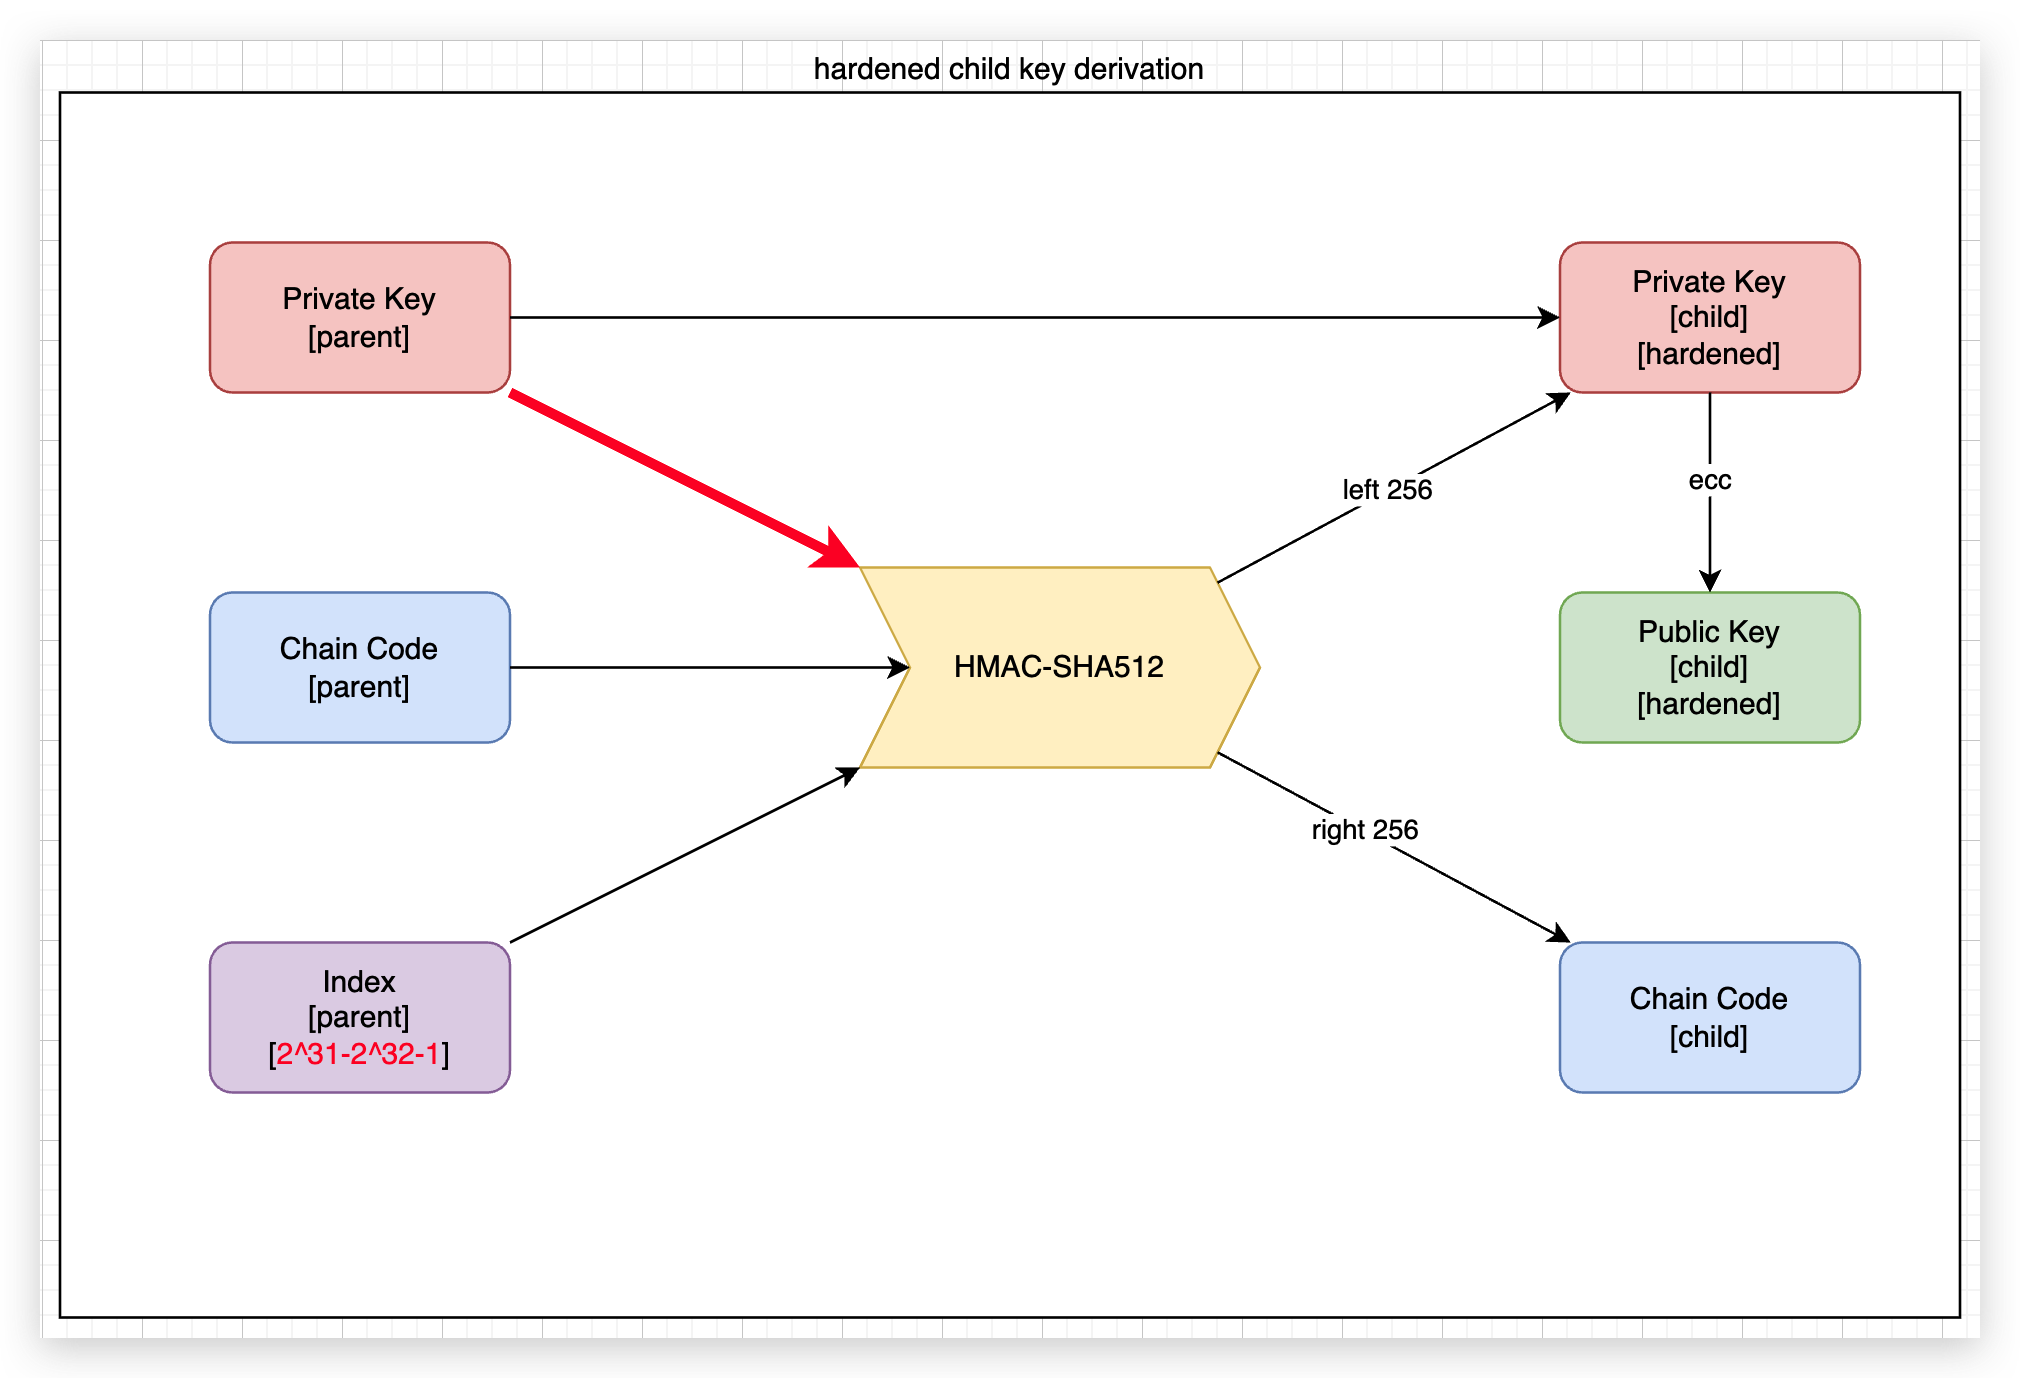 hardened child key derivation
Private Key
[parent]
Private Key
[child]
[hardened]
left 256
ecc
Chain Code
[parent]
HMAC-SHA512
Public Key
[child]
[hardened]
right 256
Index
[parent]
[2^31-2^32-1]
Chain Code
[child]